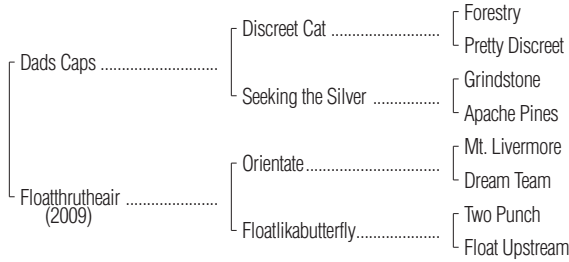 Forestry
Discreet Cat ........................
Pretty Discreet
Dads Caps ..........................
Grindstone
Seeking the Silver ...............
Apache Pines
Mt. Livermore
Orientate..............................
Dream Team
Floatthrutheair ....................
(2009)
Two Punch
Floatlikabutterfly...................
Float Upstream